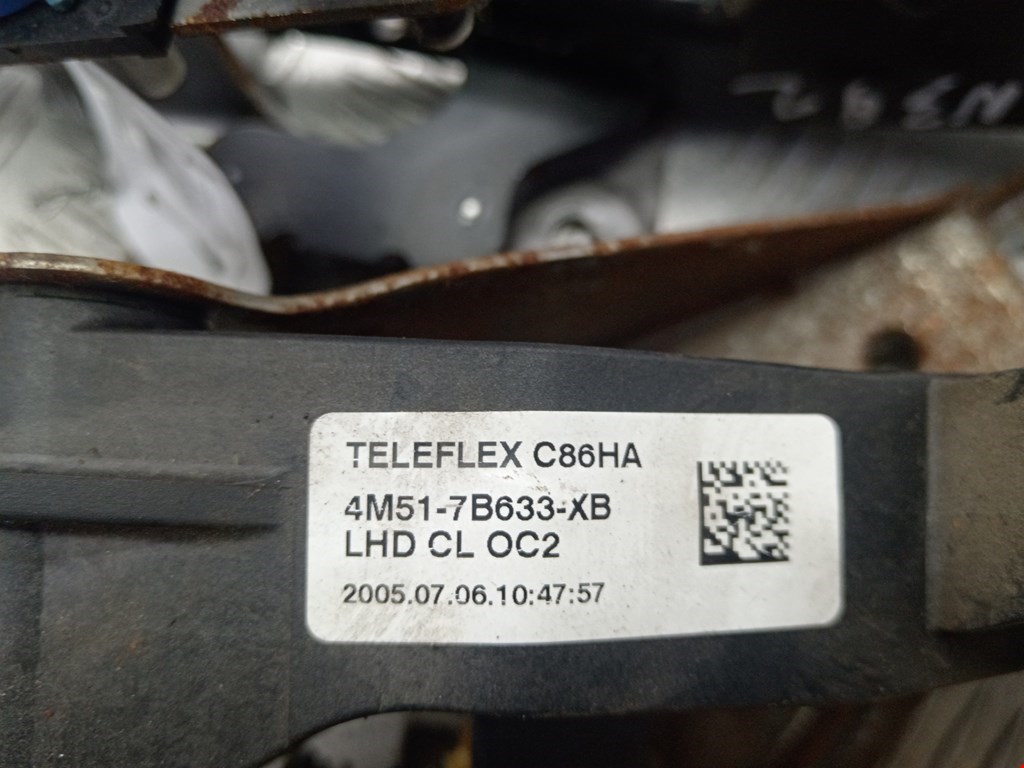 TELEFLEX C86HA
4M51-7B633-XB
LHD CL OC2
2005.07.06.10:47:57